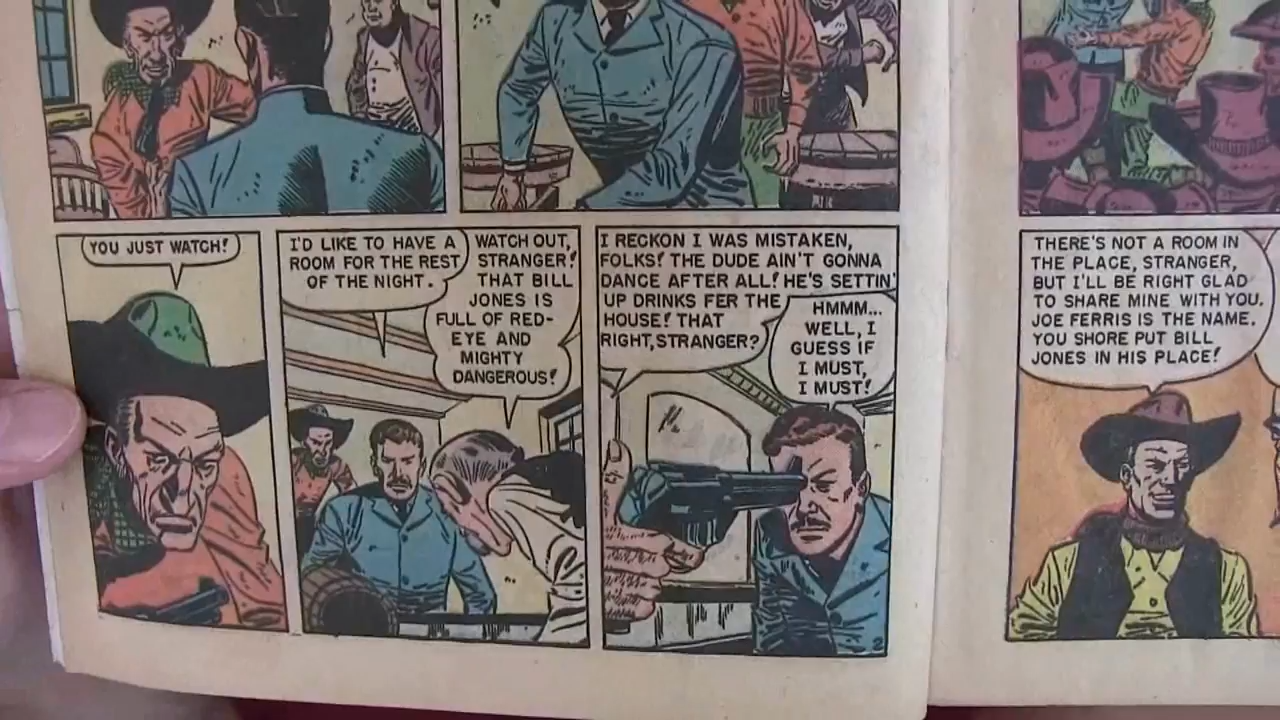 YOU JUST WATCH!
I'D LIKE TO HAVE A
ROOM FOR THE REST
OF THE NIGHT.
WATCH OUT,
STRANGER!
THAT BILL
JONES IS
FULL OF RED-
EYE AND
MIGHTY
DANGEROUS!
I RECKON I WAS MISTAKEN,
FOLKS! THE DUDE AIN'T GONNA
DANCE AFTER ALL! HE'S SETTIN'
UP DRINKS FER THE
HOUSE! THAT
RIGHT, STRANGER?
HMMM...
WELL, I
GUESS IF
I MUST,
I MUST!
2
THERE'S NOT A ROOM IN
THE PLACE, STRANGER,
BUT I'LL BE RIGHT GLAD
TO SHARE MINE WITH YOU.
JOE FERRIS IS THE NAME.
YOU SHORE PUT BILL
JONES IN HIS PLACE!